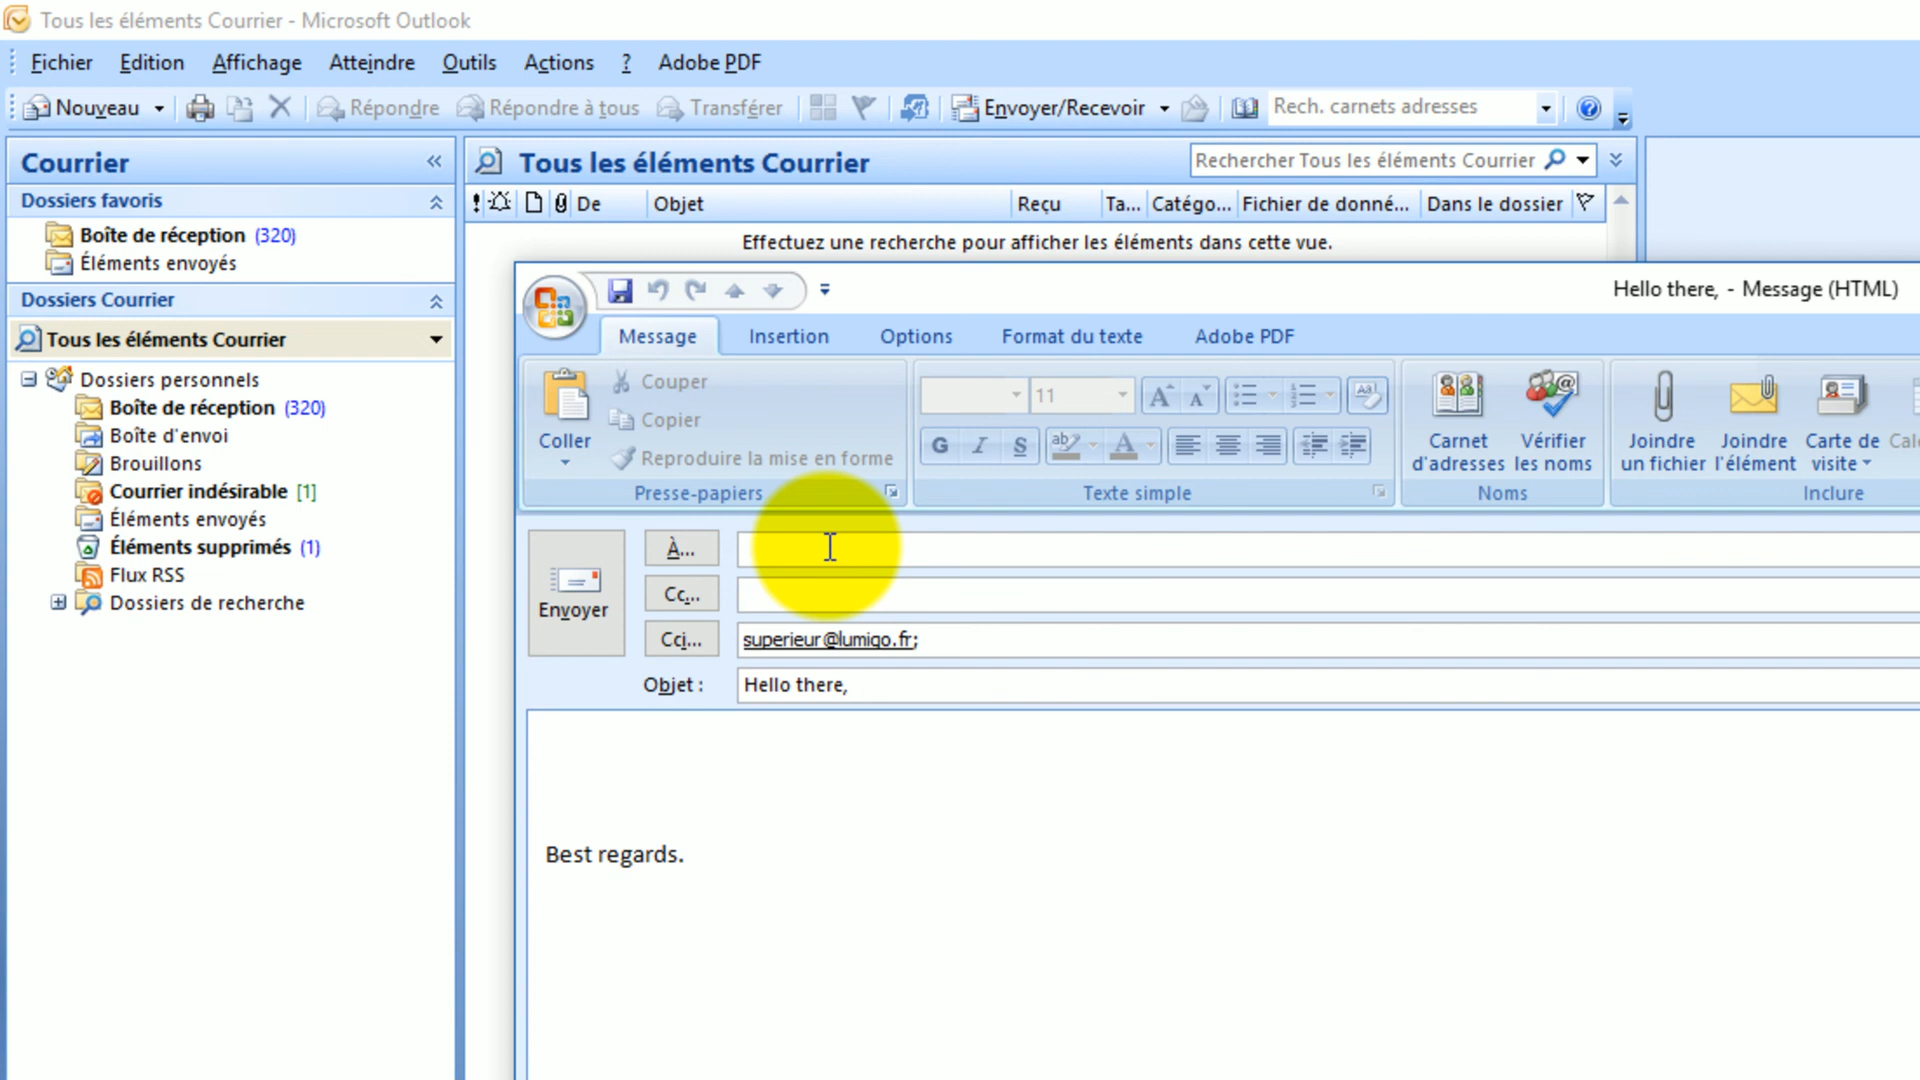 Tous les éléments Courrier - Microsoft Outlook
Fichier Edition Affichage Atteindre Outils Actions ? Adobe PDF
Nouveau Répondre Répondre à tous Transférer Envoyer/Recevoir Rech. carnets adresses
Courrier
Dossiers favoris
Boîte de réception (320)
Éléments envoyés
Dossiers Courrier
Tous les éléments Courrier
Dossiers personnels
Boîte de réception (320)
Boîte d'envoi
Brouillons
Courrier indésirable [1]
Éléments envoyés
Éléments supprimés (1)
Flux RSS
Dossiers de recherche
Tous les éléments Courrier Rechercher Tous les éléments Courrier
De Objet Reçu Ta... Catégo... Fichier de donné... Dans le dossier
Effectuez une recherche pour afficher les éléments dans cette vue.
Hello there, - Message (HTML)
Message Insertion Options Format du texte Adobe PDF
Coller
Couper
Copier
Reproduire la mise en forme
Presse-papiers
11
G I S
Texte simple
Carnet d'adresses
Vérifier les noms
Noms
Joindre un fichier
Joindre l'élément
Carte de visite
Inclure
Envoyer
À...
Cc...
Cci... superieur@lumiqo.fr;
Objet : Hello there,
Best regards.